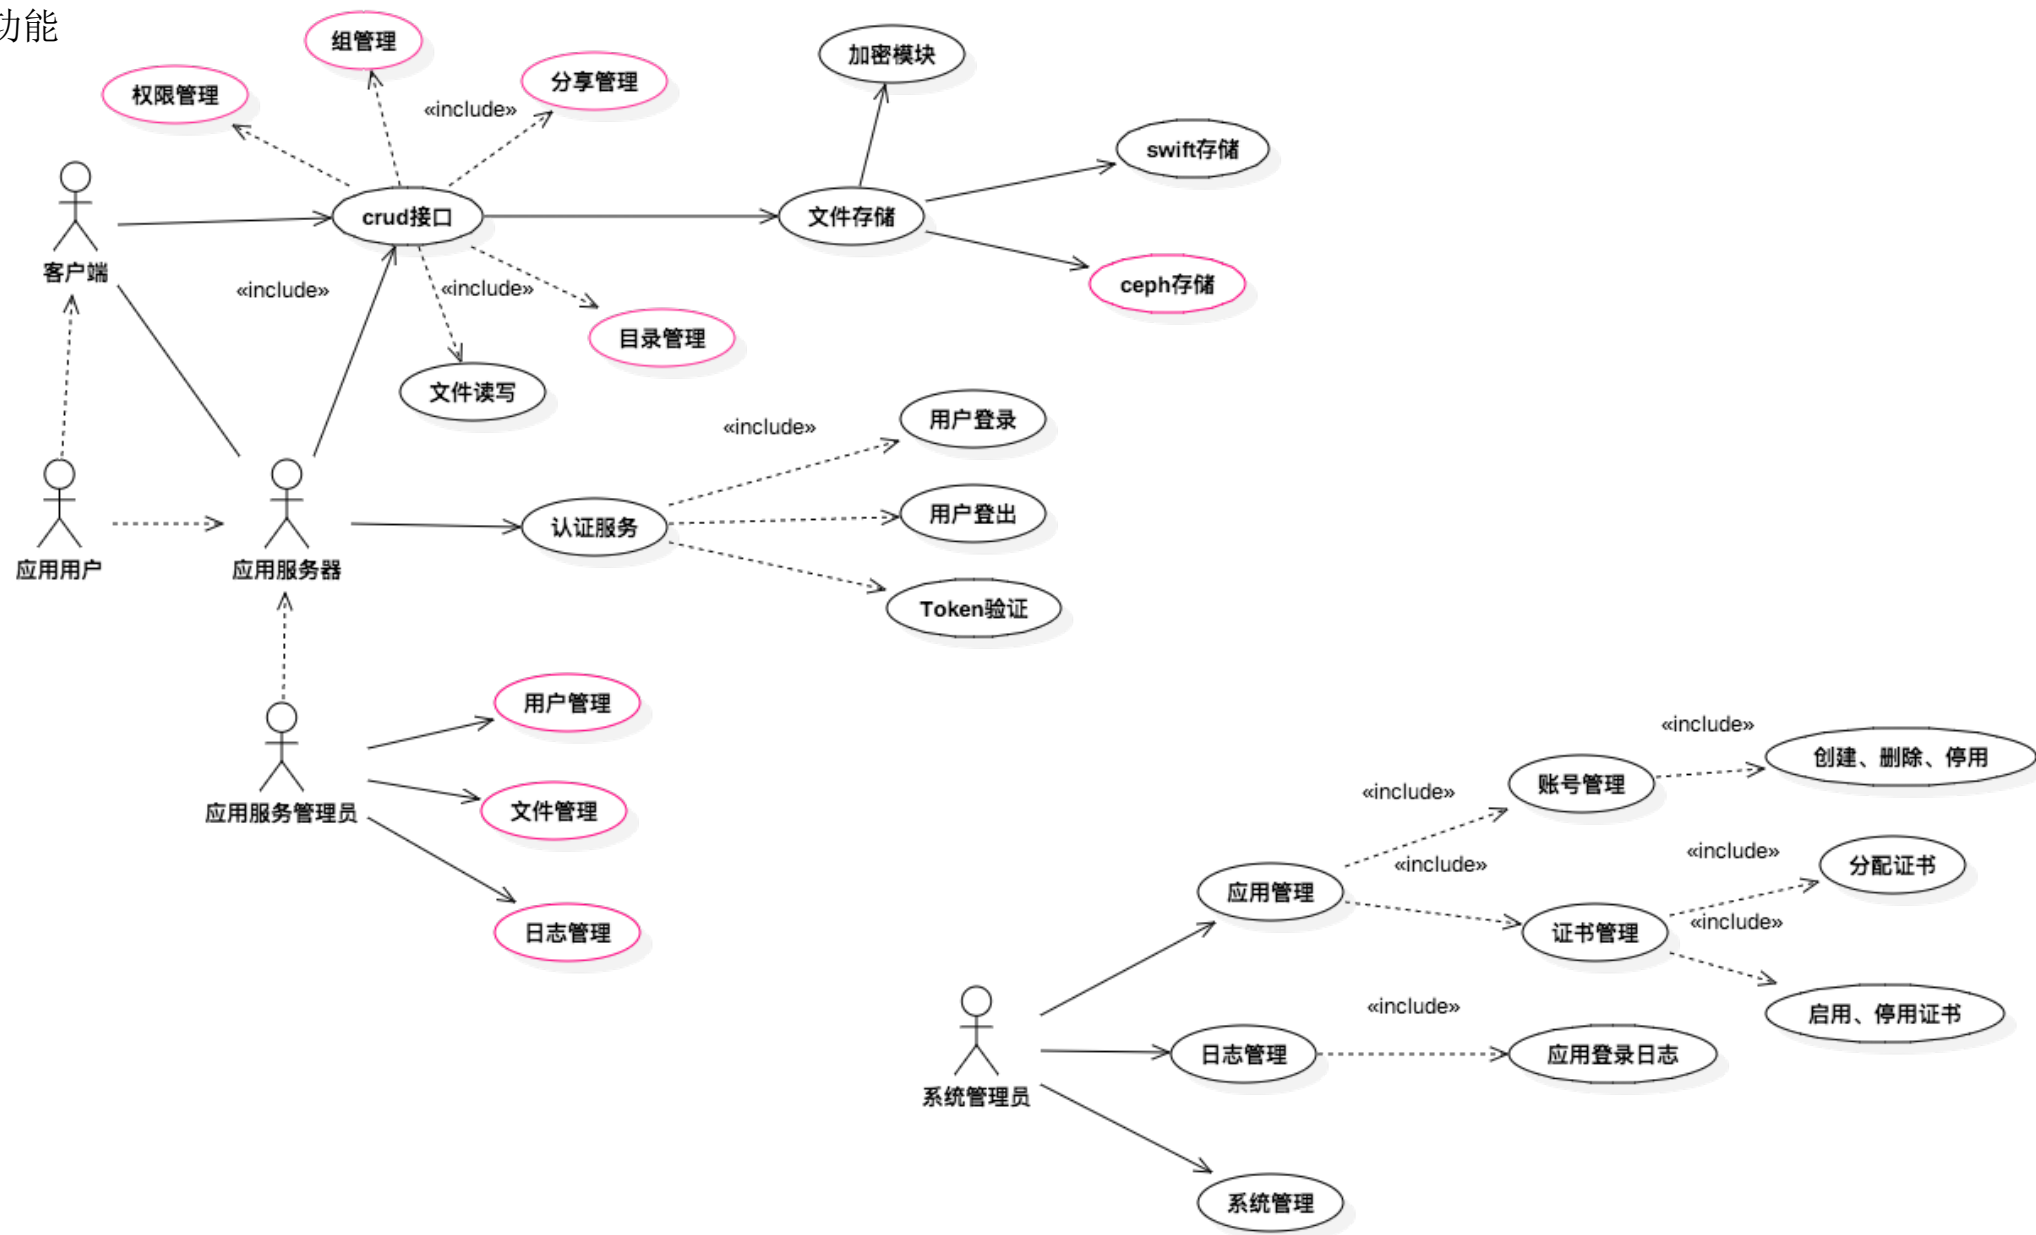 功能
组管理
加密模块
分享管理
权限管理
«include»
swift存储
crud接口
文件存储
客户端
«include»
«include»
ceph存储
目录管理
文件读写
«include»
用户登录
用户登出
认证服务
应用用户
应用服务器
Token验证
用户管理
«include»
创建、删除、停用
账号管理
«include»
文件管理
应用服务管理员
«include»
«include»
分配证书
应用管理
«include»
日志管理
证书管理
«include»
启用、停用证书
日志管理
应用登录日志
系统管理员
系统管理